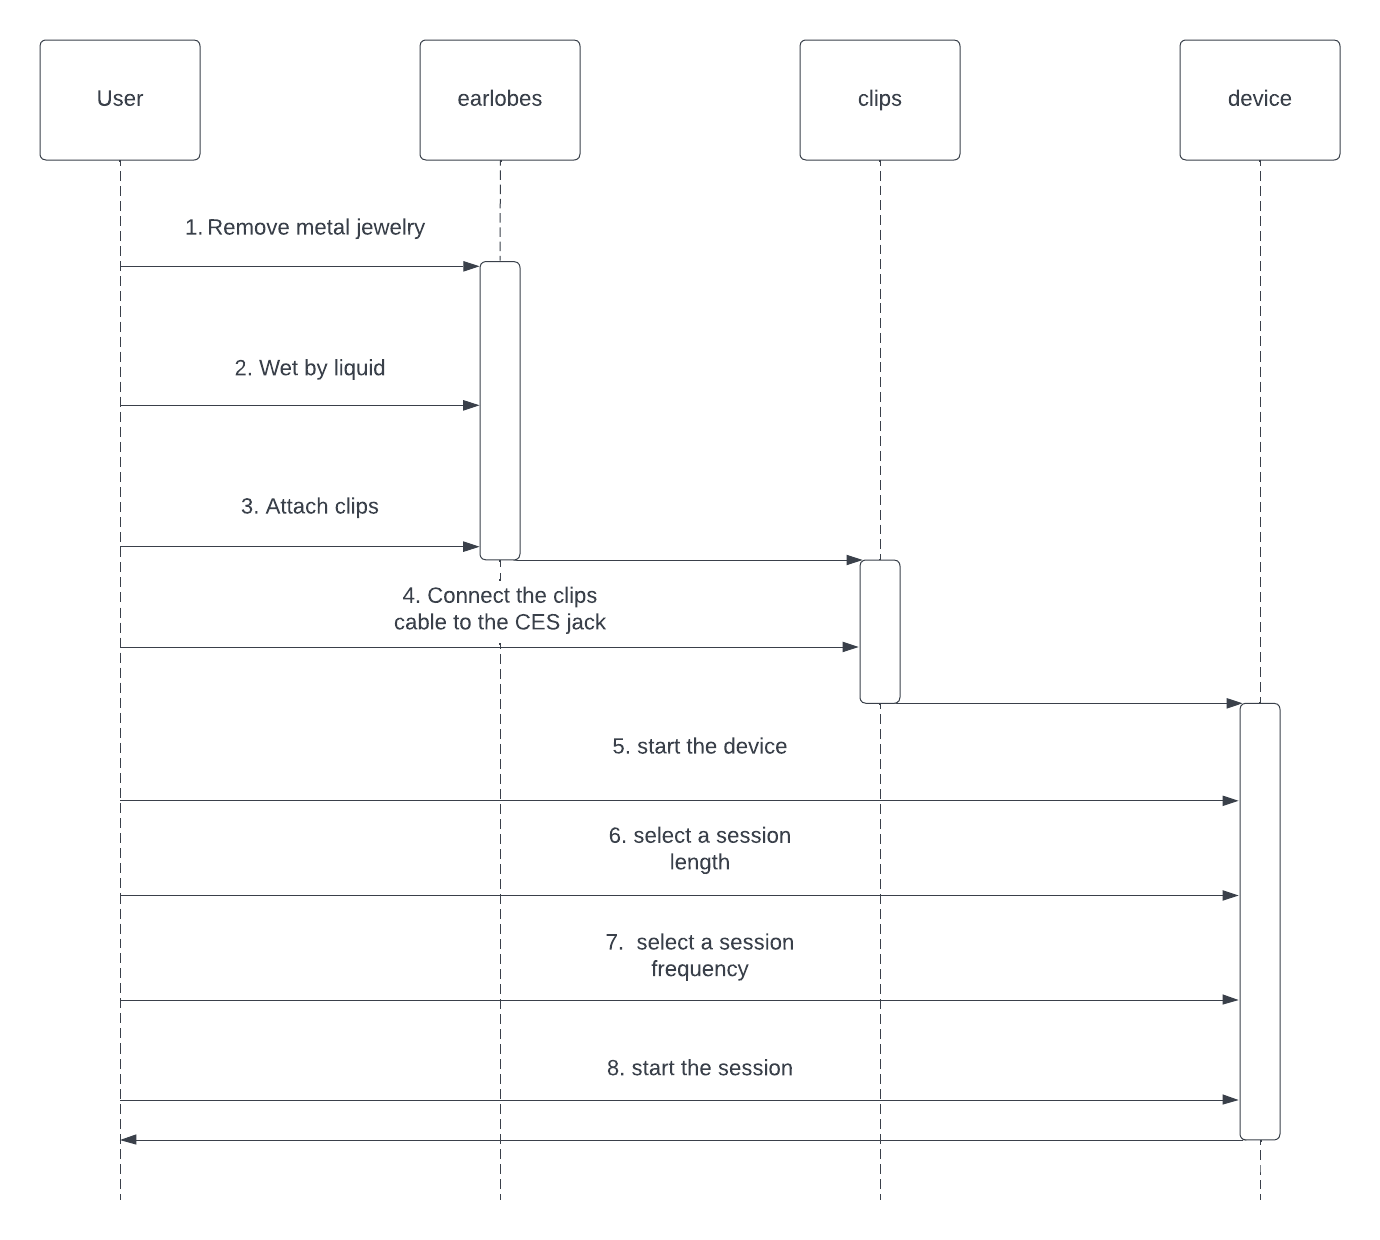 User
earlobes
clips
device
1. Remove metal jewelry
2. Wet by liquid
3. Attach clips
4. Connect the clips
cable to the CES jack
5. start the device
6. select a session
length
7.  select a session
frequency
8. start the session